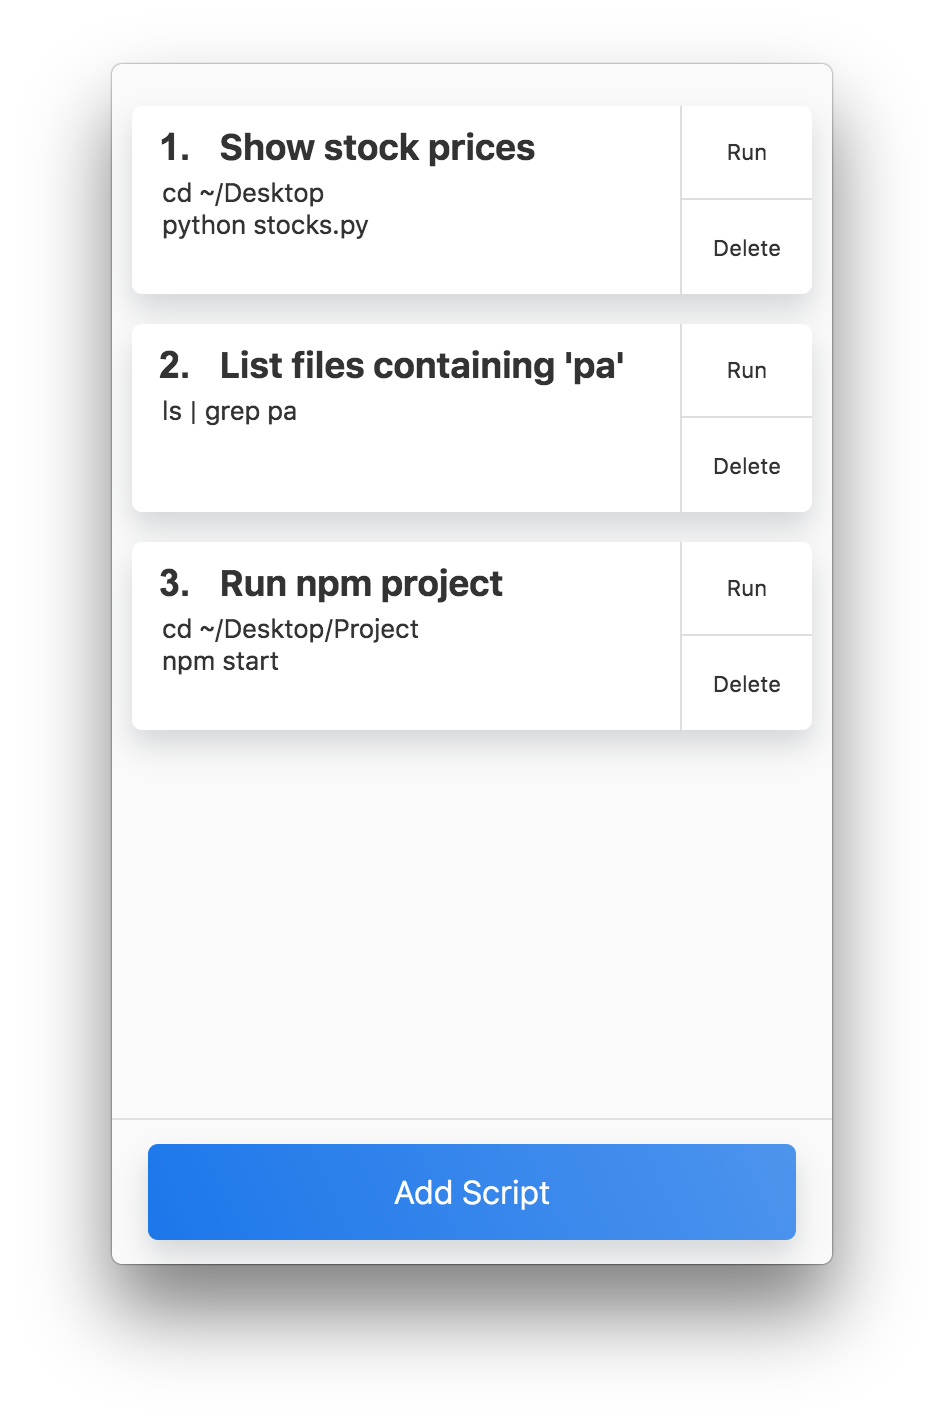 1. Show stock prices
cd ~/Desktop
python stocks.py
Run
Delete
2. List files containing 'pa'
ls | grep pa
Run
Delete
3. Run npm project
cd ~/Desktop/Project
npm start
Run
Delete
Add Script